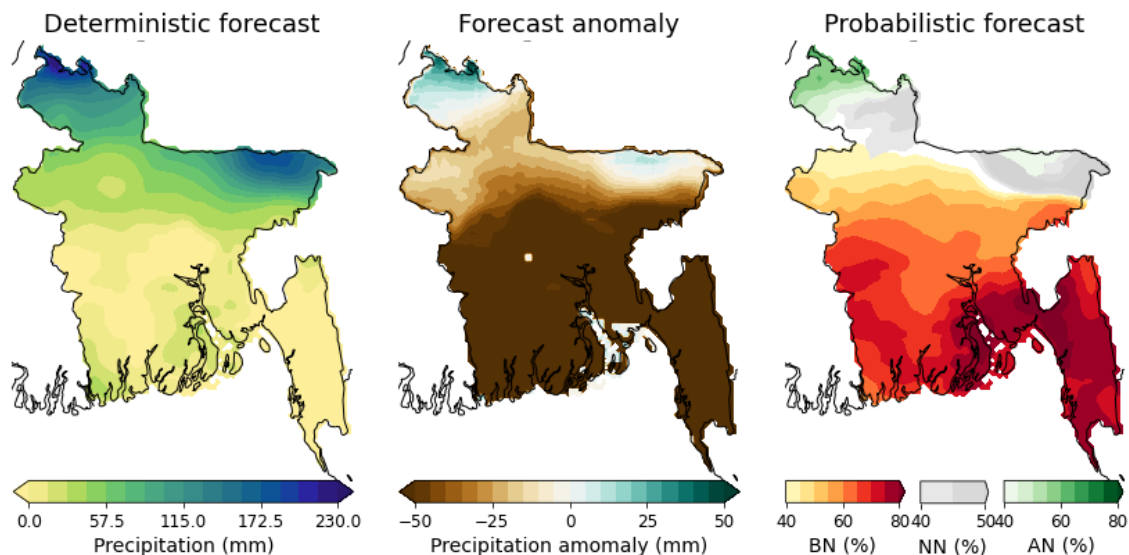 Deterministic forecast
Forecast anomaly
Probabilistic forecast
0.0 57.5 115.0 172.5 230.0
Precipitation (mm)
−50 −25 0 25 50
Precipitation amomaly (mm)
40 60 80
BN (%)
40 50
NN (%)
40 60 80
AN (%)